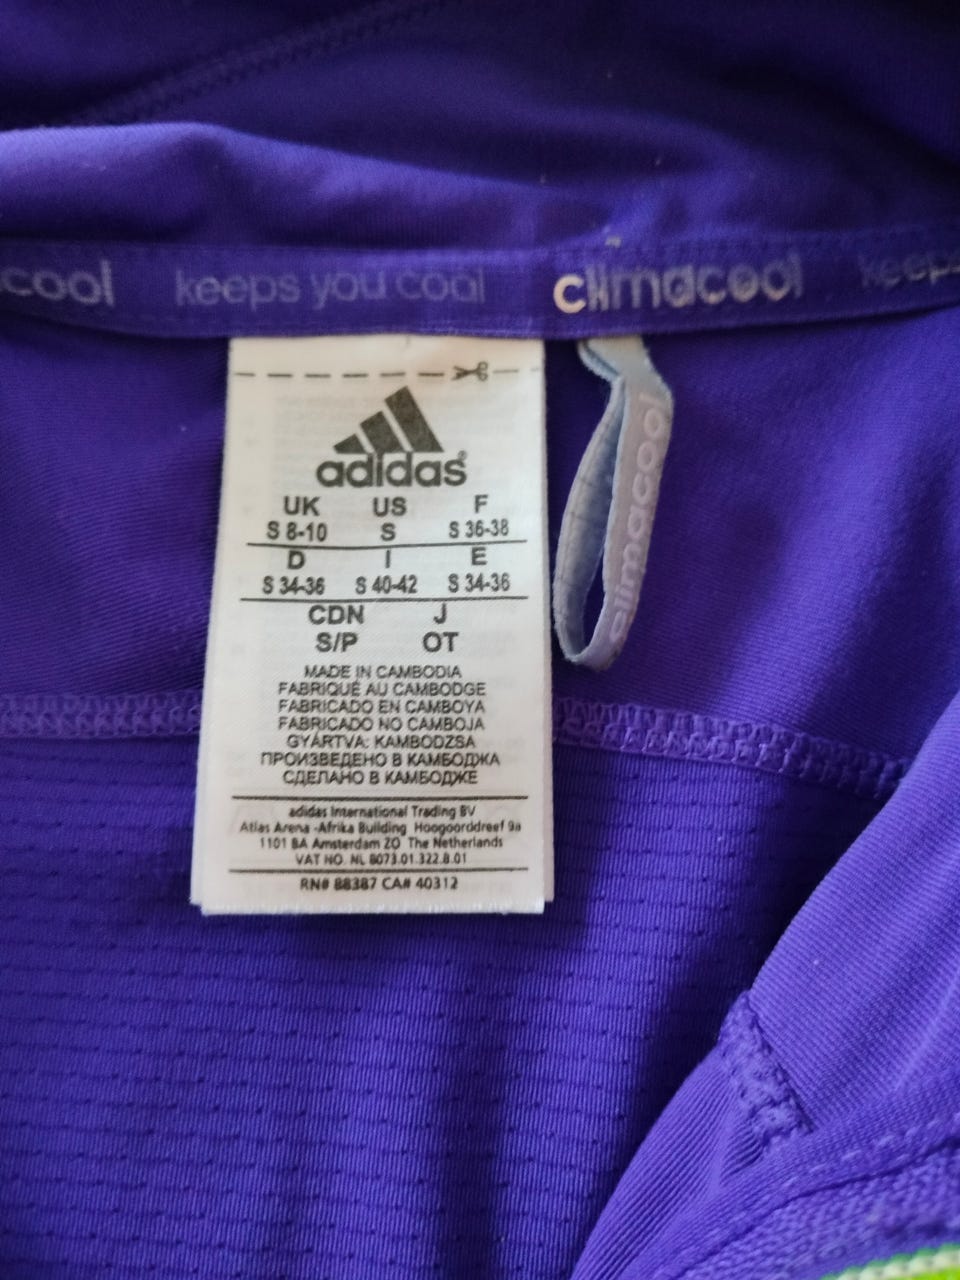 cool keeps you cool climacool keeps
climacool
adidas®
UK US F
S 8-10 S S 36-38
D I E
S 34-36 S 40-42 S 34-36
CDN J
S/P OT
MADE IN CAMBODIA
FABRIQUÉ AU CAMBODGE
FABRICADO EN CAMBOYA
FABRICADO NO CAMBOJA
GYÁRTVA: KAMBODZSA
ПРОИЗВЕДЕНО В КАМБОДЖА
СДЕЛАНО В КАМБОДЖЕ
adidas International Trading BV
Atlas Arena -Afrika Building Hoogoorddreef 9a
1101 BA Amsterdam ZO The Netherlands
VAT NO. NL 8073.01.322.B.01
RN# 88387 CA# 40312